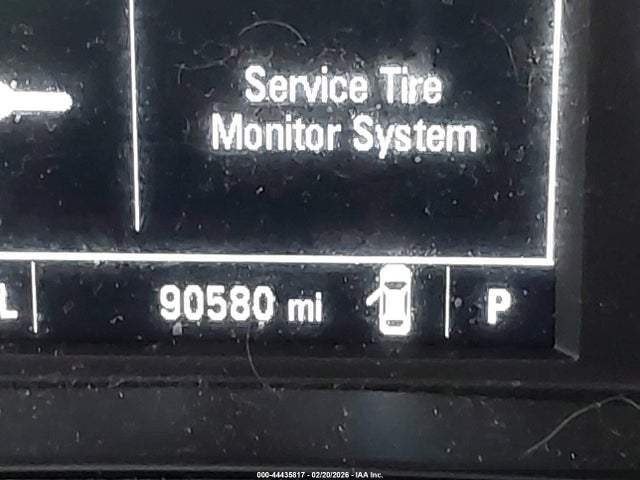 Service Tire
Monitor System
L
90580 mi
P
000-44435817 - 02/20/2026 - IAA Inc.